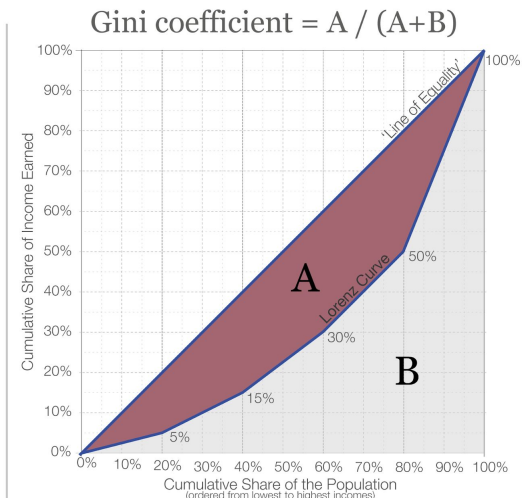 Gini coefficient = A / (A+B)
100%
90%
80%
70%
60%
50%
40%
30%
20%
10%
0%
Cumulative Share of Income Earned
100%
'Line of Equality'
A
Lorenz Curve
50%
30%
B
15%
5%
0% 10% 20% 30% 40% 50% 60% 70% 80% 90% 100%
Cumulative Share of the Population
(ordered from lowest to highest incomes)